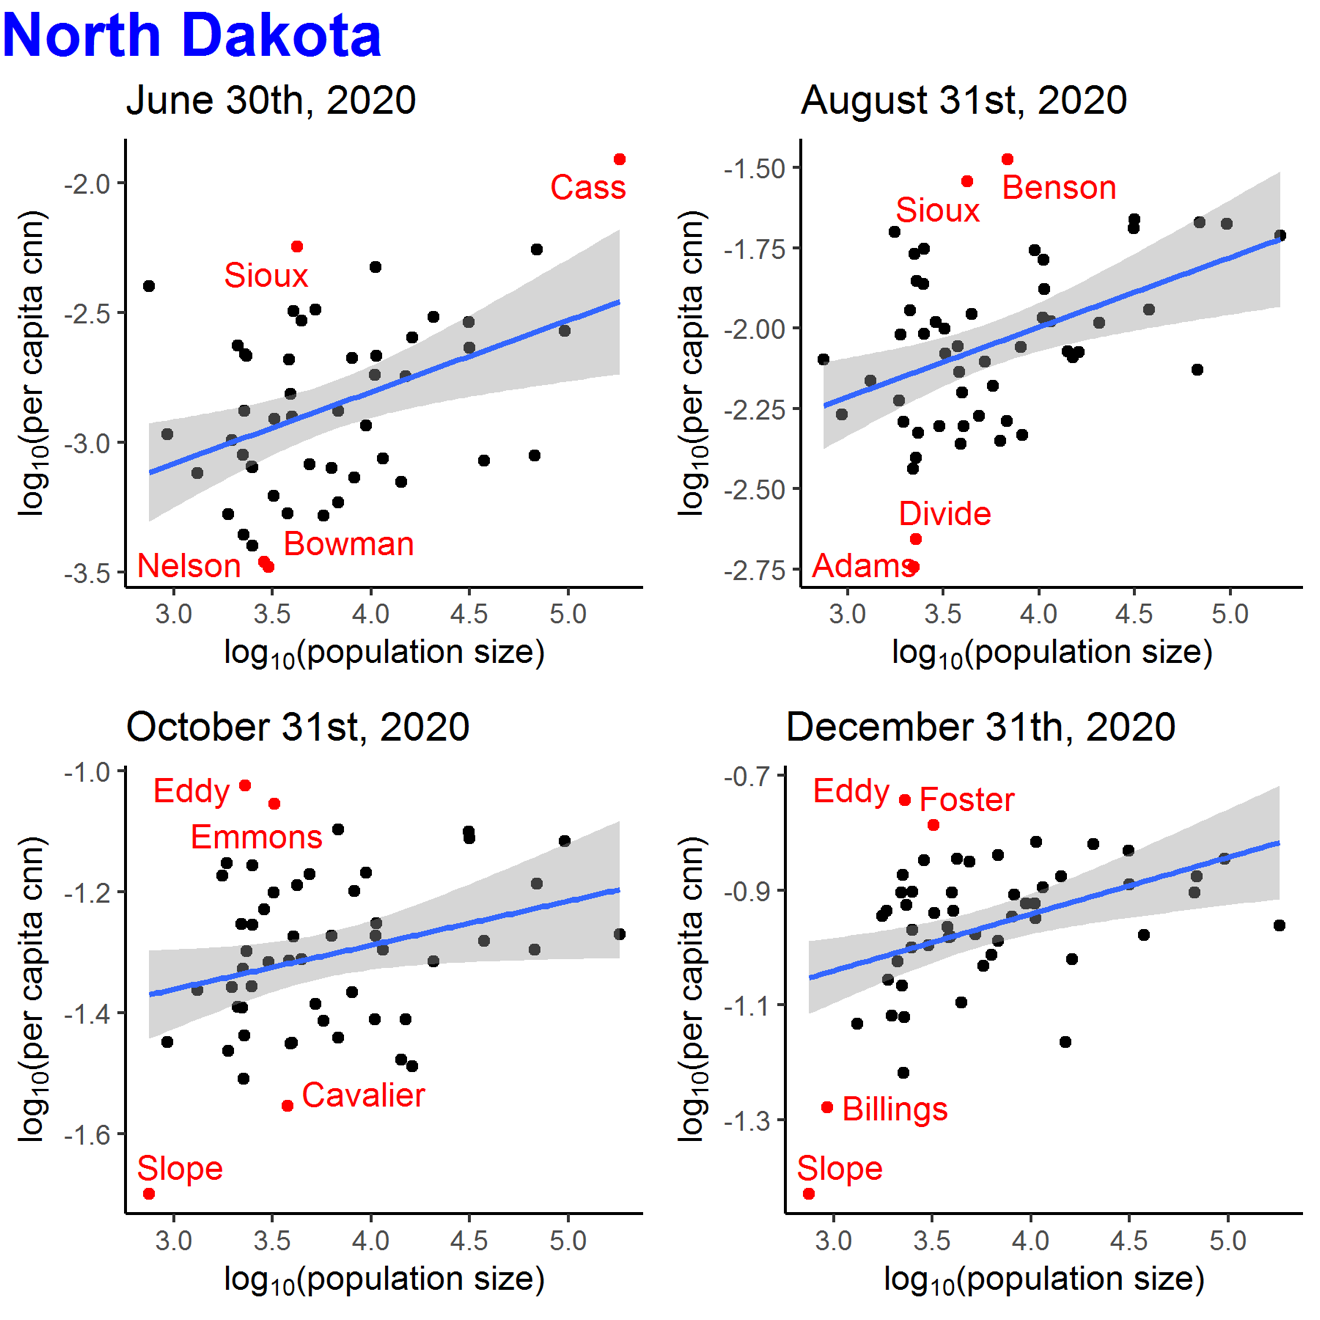 North Dakota
June 30th, 2020
log10(per capita cnn)
-2.0
-2.5
-3.0
-3.5
Cass
Sioux
Bowman
Nelson
3.0 3.5 4.0 4.5 5.0
log10(population size)
August 31st, 2020
log10(per capita cnn)
-1.50
-1.75
-2.00
-2.25
-2.50
-2.75
Benson
Sioux
Divide
Adams
3.0 3.5 4.0 4.5 5.0
log10(population size)
October 31st, 2020
log10(per capita cnn)
-1.0
-1.2
-1.4
-1.6
Eddy
Emmons
Cavalier
Slope
3.0 3.5 4.0 4.5 5.0
log10(population size)
December 31th, 2020
log10(per capita cnn)
-0.7
-0.9
-1.1
-1.3
Eddy Foster
Billings
Slope
3.0 3.5 4.0 4.5 5.0
log10(population size)